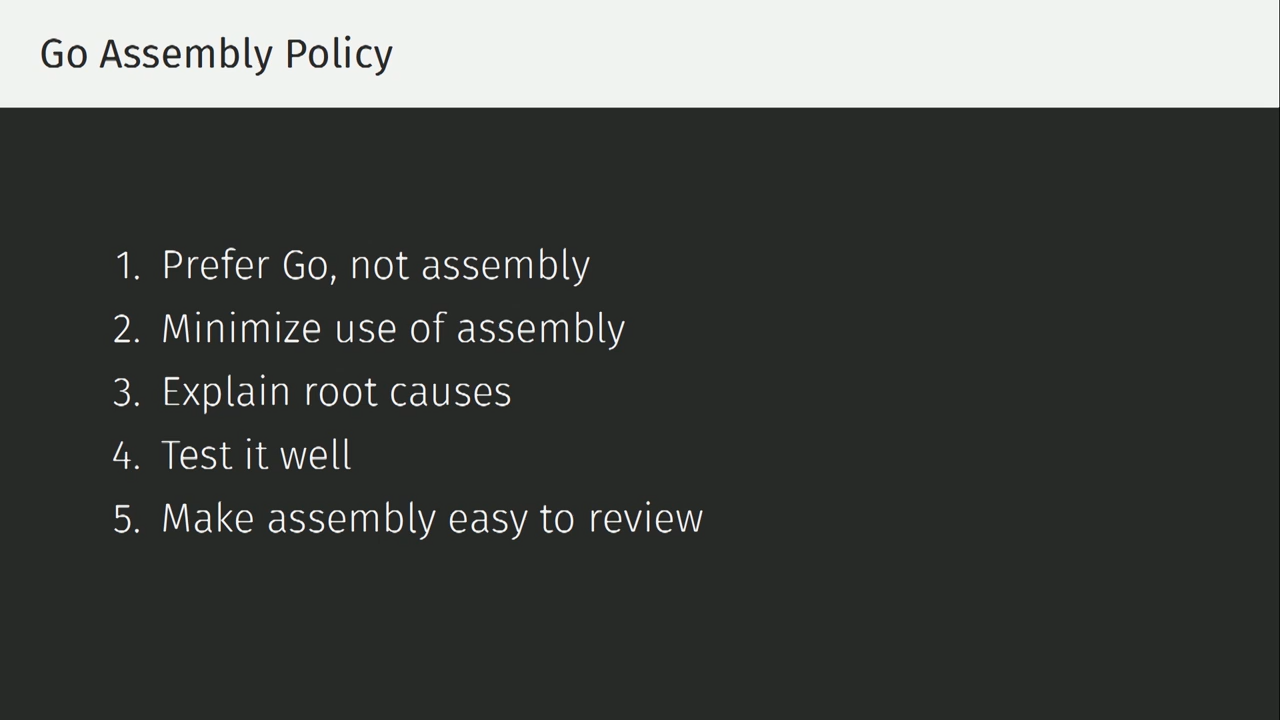 Go Assembly Policy
1. Prefer Go, not assembly
2. Minimize use of assembly
3. Explain root causes
4. Test it well
5. Make assembly easy to review